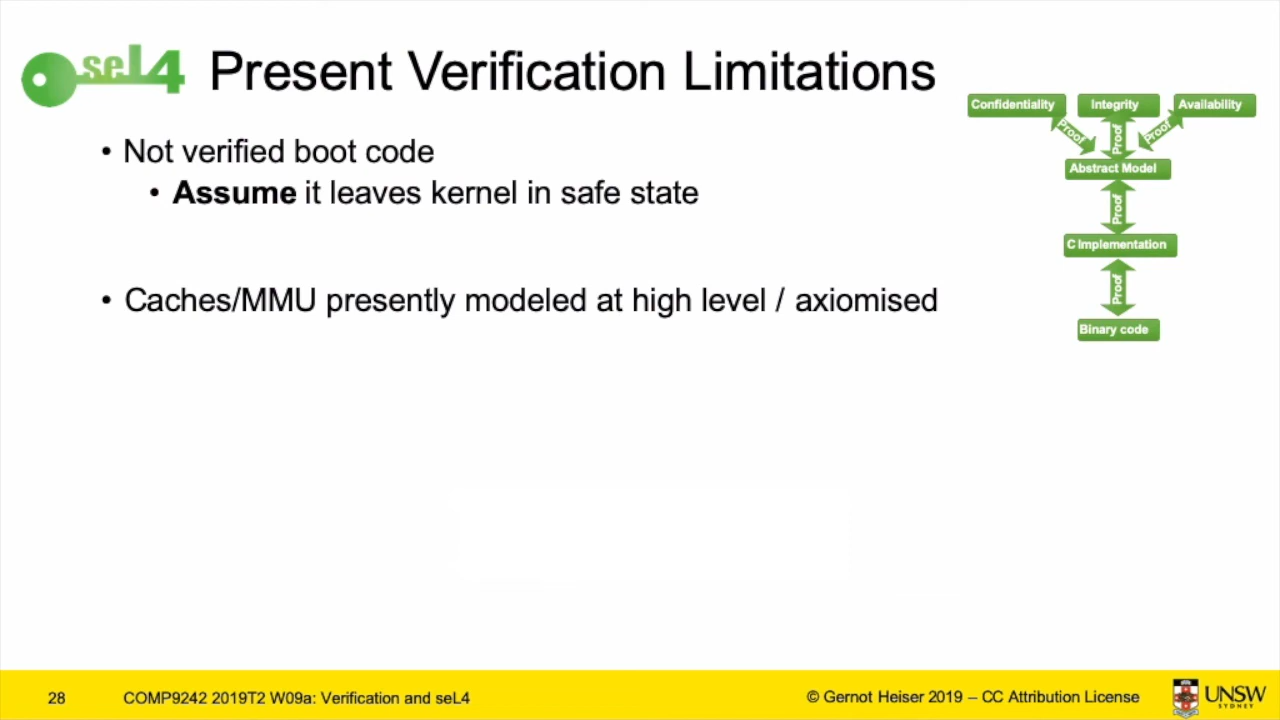 seL4
Present Verification Limitations
• Not verified boot code
• Assume it leaves kernel in safe state
• Caches/MMU presently modeled at high level / axiomised
Confidentiality
Integrity
Availability
Proof
Proof
Proof
Abstract Model
Proof
C Implementation
Proof
Binary code
28
COMP9242 2019T2 W09a: Verification and seL4
© Gernot Heiser 2019 – CC Attribution License
UNSW
SYDNEY